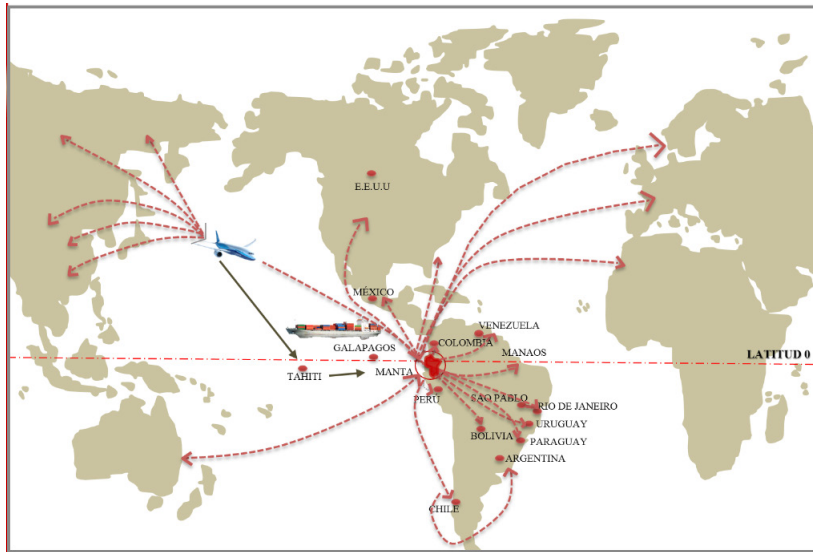 E.E.U.U
MÉXICO
VENEZUELA
COLOMBIA
GALAPAGOS
MANAOS
LATITUD 0
TAHITI
MANTA
PERÚ
SAO PABLO
RIO DE JANEIRO
URUGUAY
BOLIVIA
PARAGUAY
ARGENTINA
CHILE